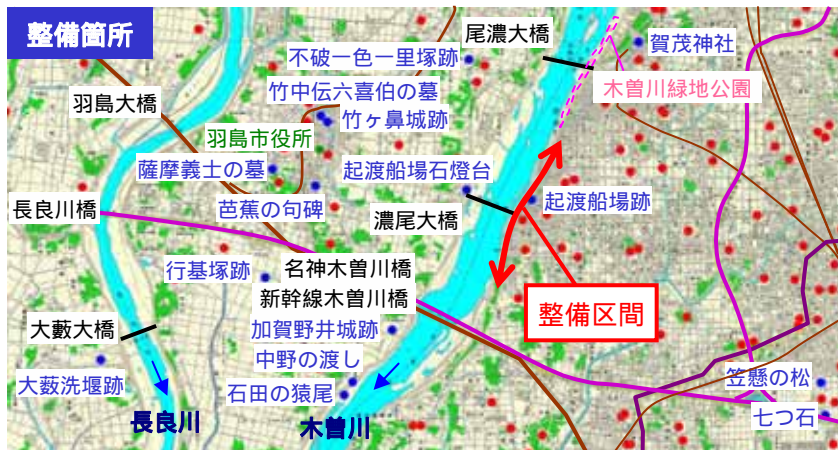 整備箇所
尾濃大橋
賀茂神社
不破一色一里塚跡
木曽川緑地公園
竹中伝六喜伯の墓
羽島大橋
竹ヶ鼻城跡
羽島市役所
薩摩義士の墓
起渡船場石燈台
長良川橋
芭蕉の句碑
濃尾大橋
起渡船場跡
行基塚跡
名神木曽川橋
新幹線木曽川橋
整備区間
大藪大橋
加賀野井城跡
中野の渡し
大薮洗堰跡
石田の猿尾
笠懸の松
七つ石
長良川
木曽川